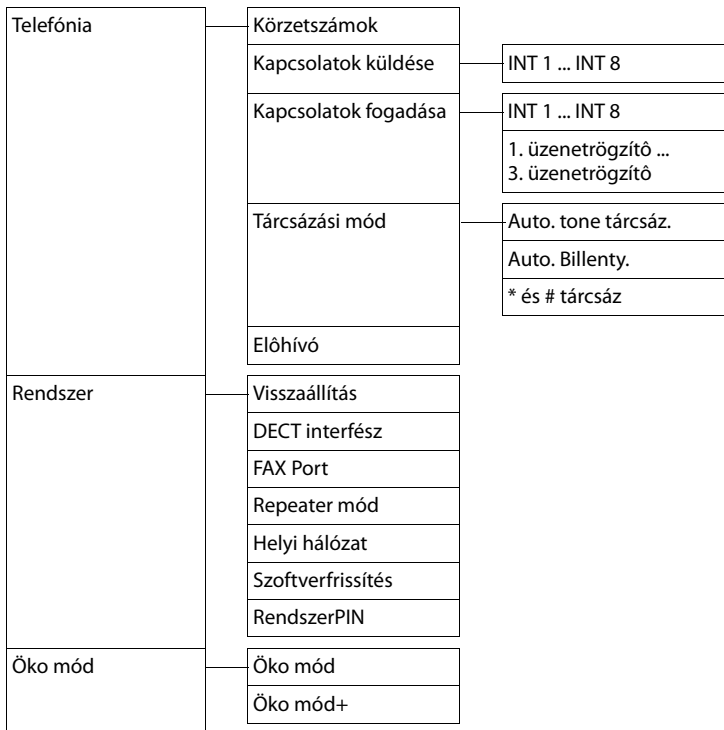 Telefónia
Körzetszámok
Kapcsolatok küldése
INT 1 ... INT 8
Kapcsolatok fogadása
INT 1 ... INT 8
1. üzenetrögzítô ...
3. üzenetrögzítô
Tárcsázási mód
Auto. tone tárcsáz.
Auto. Billenty.
* és # tárcsáz
Elôhívó
Rendszer
Visszaállítás
DECT interfész
FAX Port
Repeater mód
Helyi hálózat
Szoftverfrissítés
RendszerPIN
Öko mód
Öko mód
Öko mód+